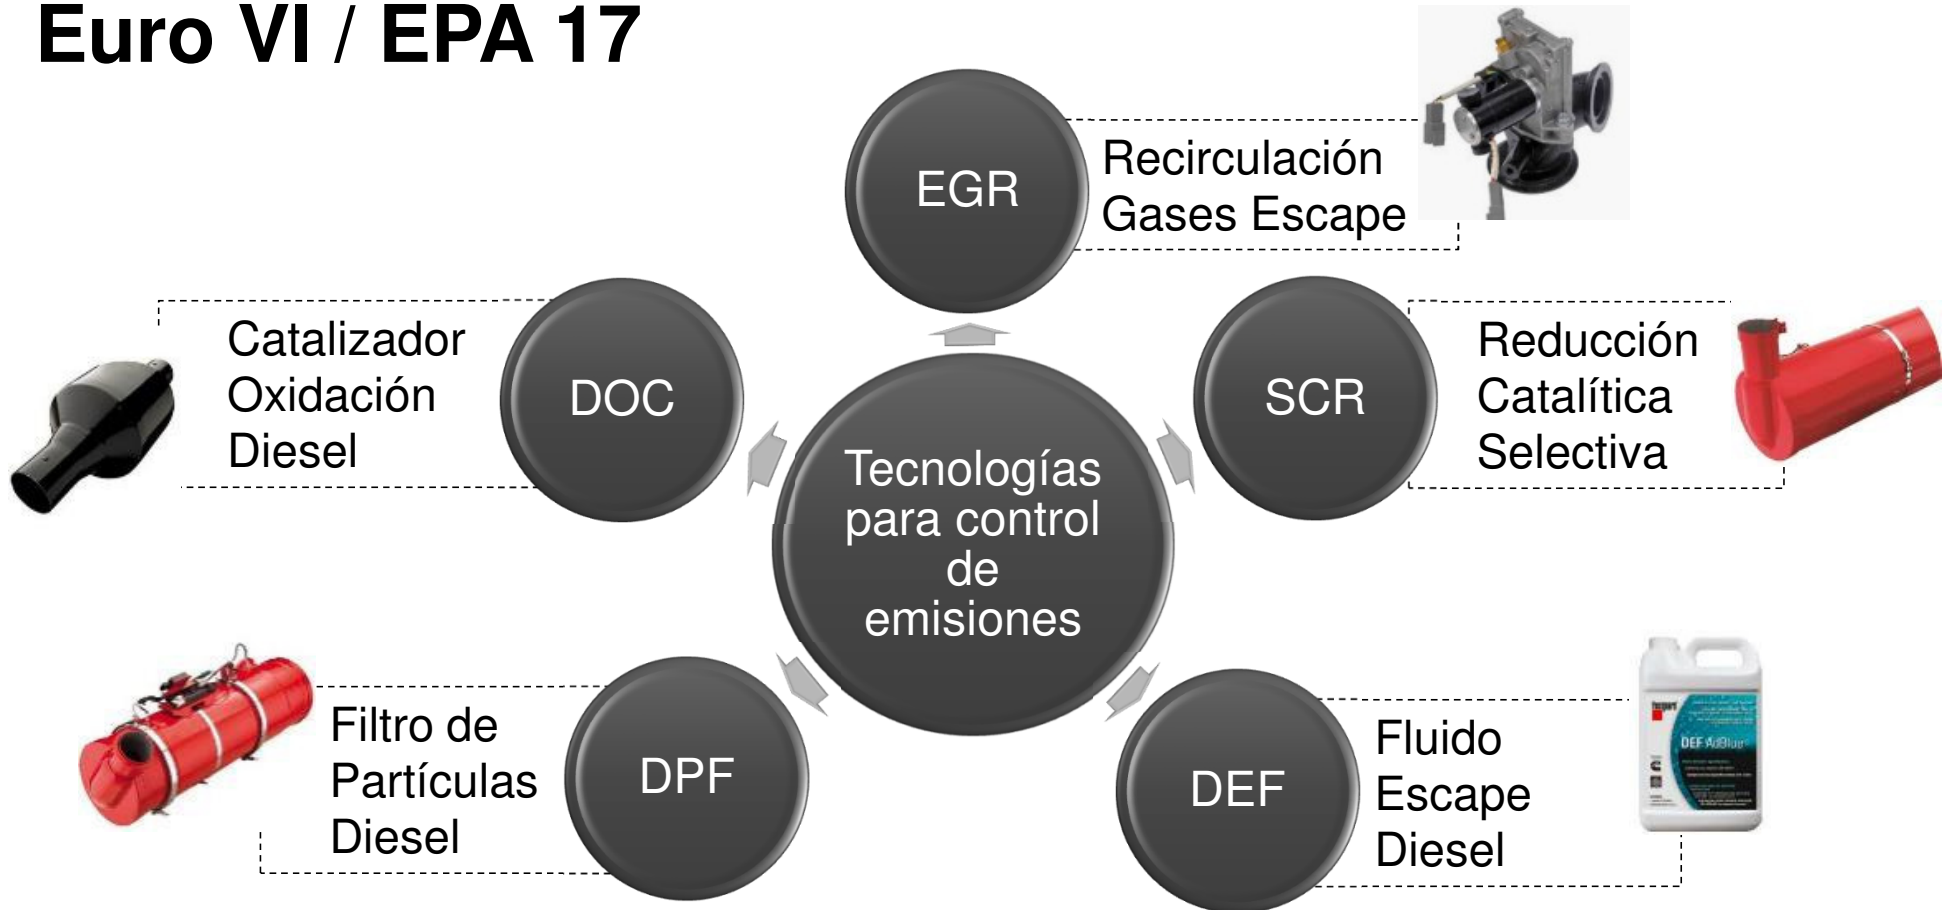 Euro VI / EPA 17
EGR
Recirculación
Gases Escape
SCR
Reducción
Catalítica
Selectiva
DEF
Fluido
Escape
Diesel
DEF AdBlue
DPF
Filtro de
Partículas
Diesel
DOC
Catalizador
Oxidación
Diesel
Tecnologías
para control
de
emisiones